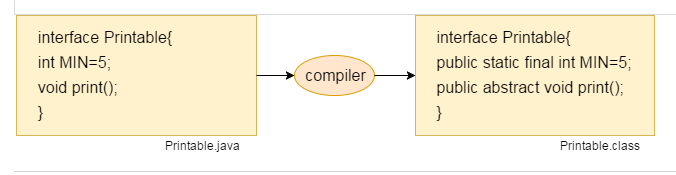 interface Printable{
int MIN=5;
void print();
}
Printable.java
compiler
interface Printable{
public static final int MIN=5;
public abstract void print();
}
Printable.class